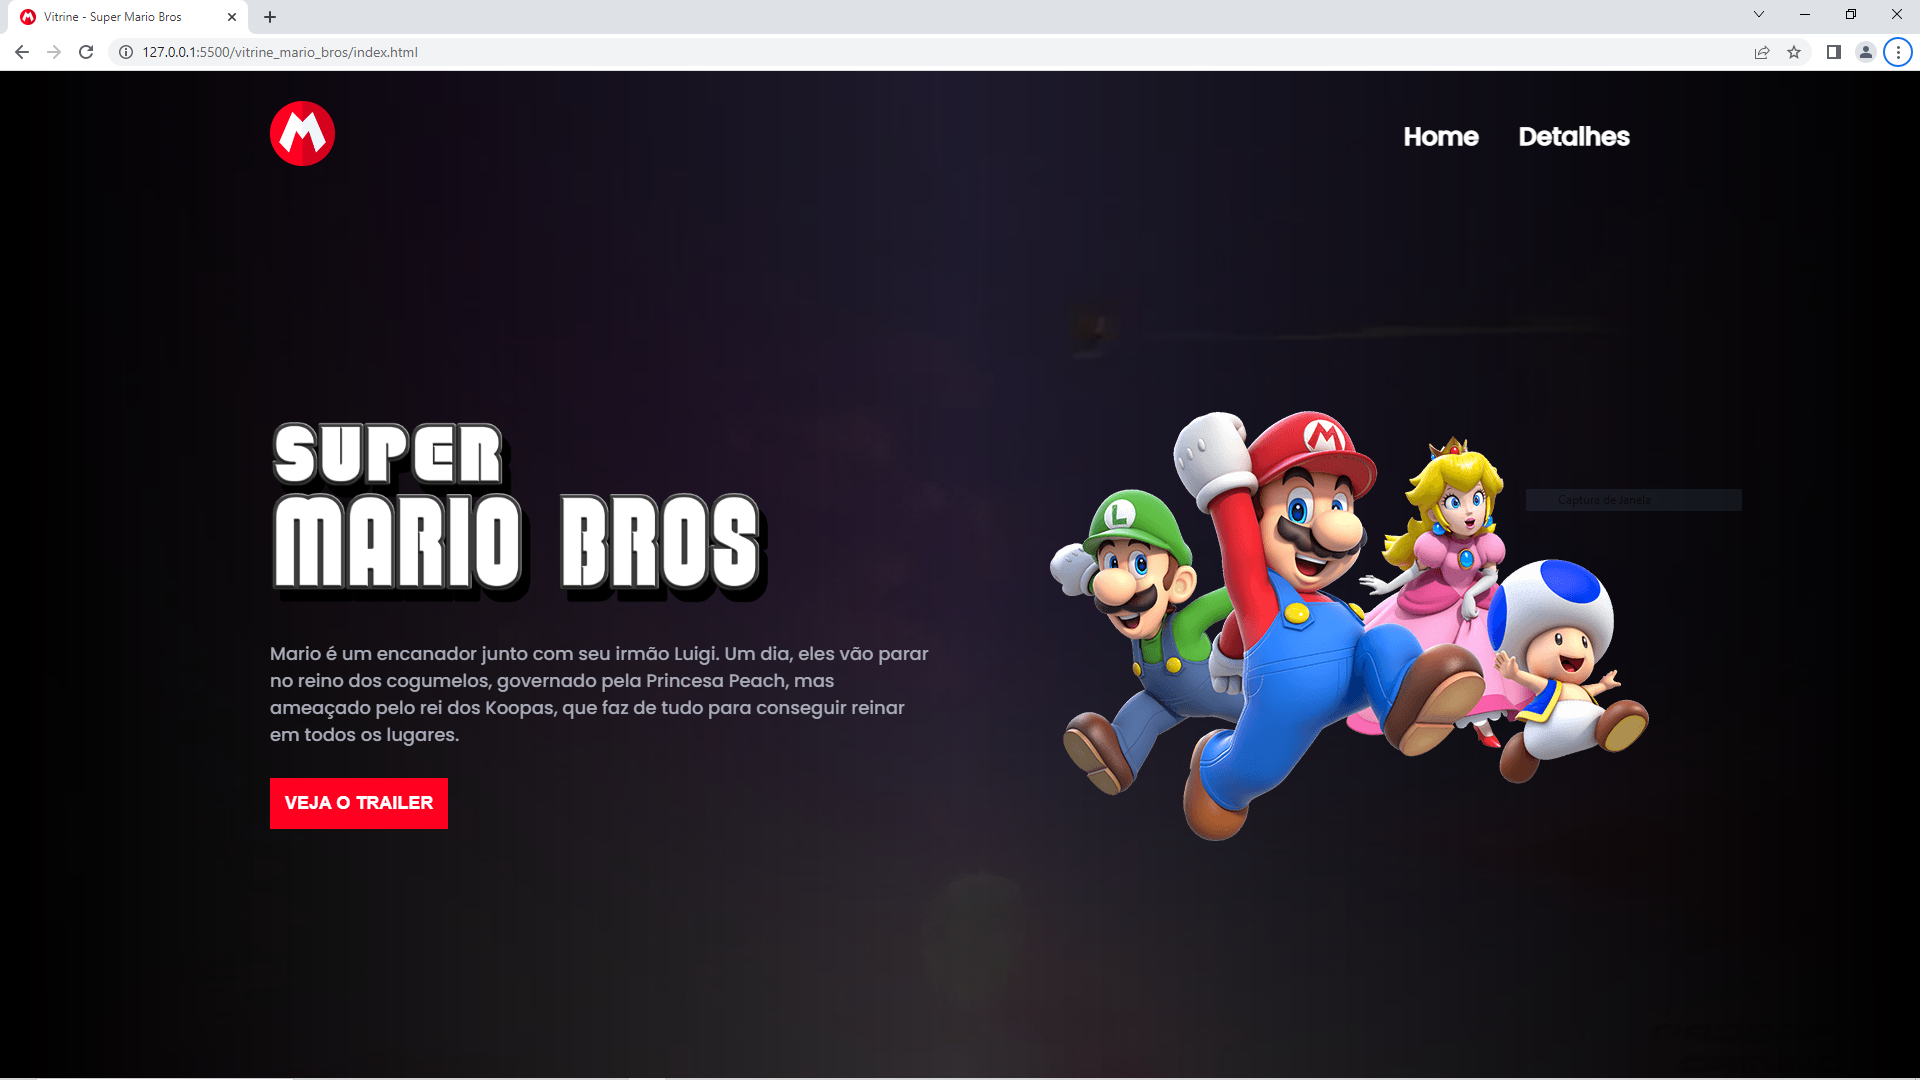 Vitrine - Super Mario Bros
127.0.0.1:5500/vitrine_mario_bros/index.html
M
Home
Detalhes
SUPER
MARIO BROS
M
L
Captura de Janela
Mario é um encanador junto com seu irmão Luigi. Um dia, eles vão parar
no reino dos cogumelos, governado pela Princesa Peach, mas
ameaçado pelo rei dos Koopas, que faz de tudo para conseguir reinar
em todos os lugares.
VEJA O TRAILER